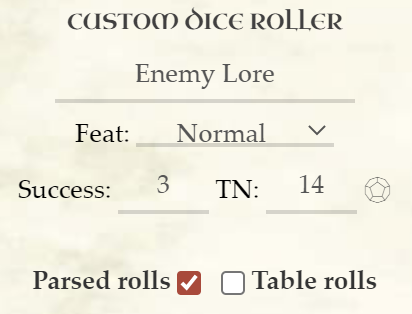 CUSTOM DICE ROLLER
Enemy Lore
Feat: Normal
Success: 3 TN: 14
Parsed rolls Table rolls